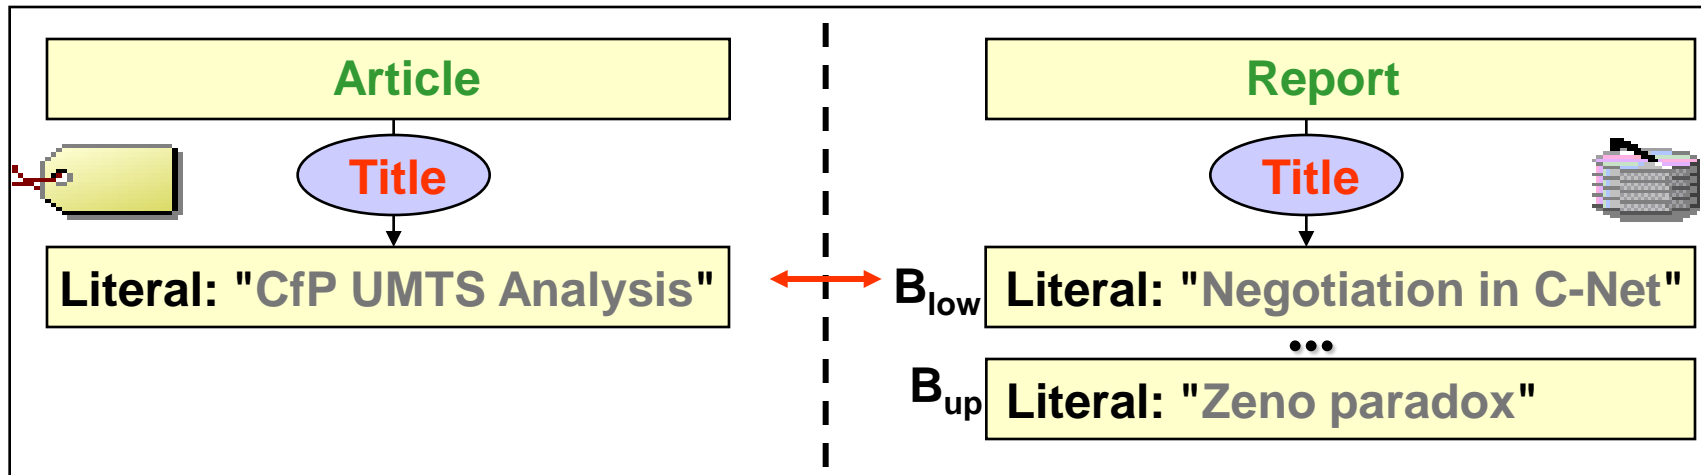 Article
Title
Literal: "CfP UMTS Analysis"
Report
Title
Blow Literal: "Negotiation in C-Net"
...
Bup Literal: "Zeno paradox"